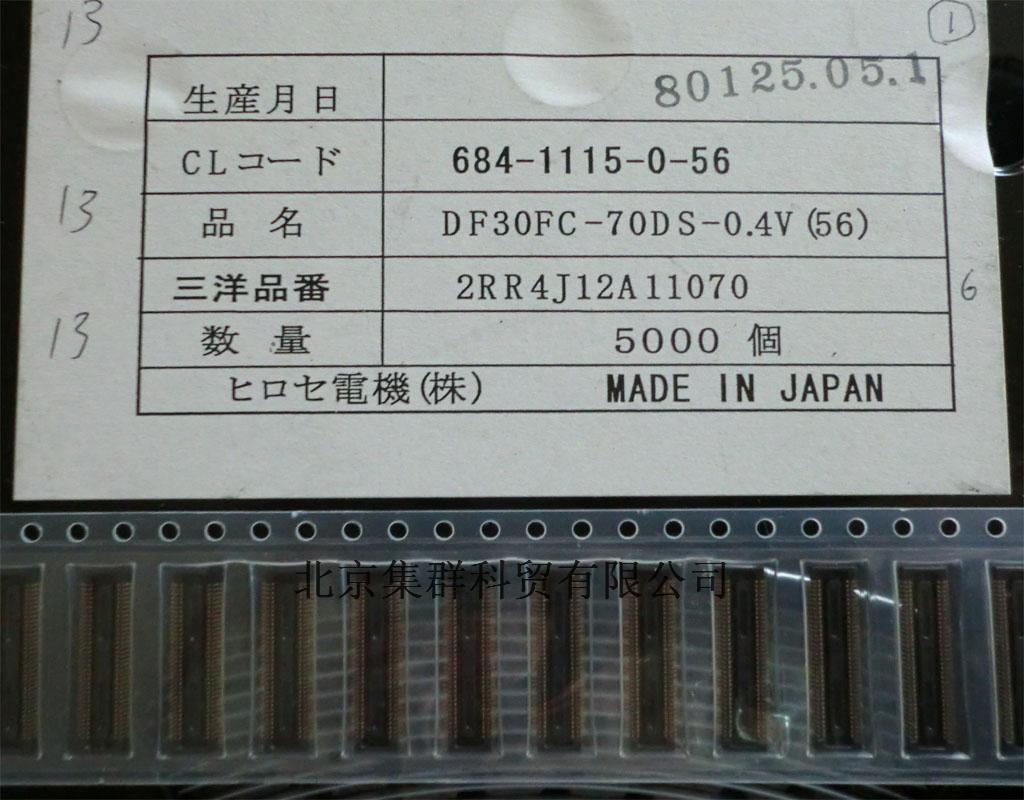 13
①
生産月日 80125.05.1
CLコード 684-1115-0-56
13
品 名 DF30FC-70DS-0.4V(56)
三洋品番 2RR4J12A11070
6
13
数 量 5000 個
ヒロセ電機(株) MADE IN JAPAN
北京集群科贸有限公司